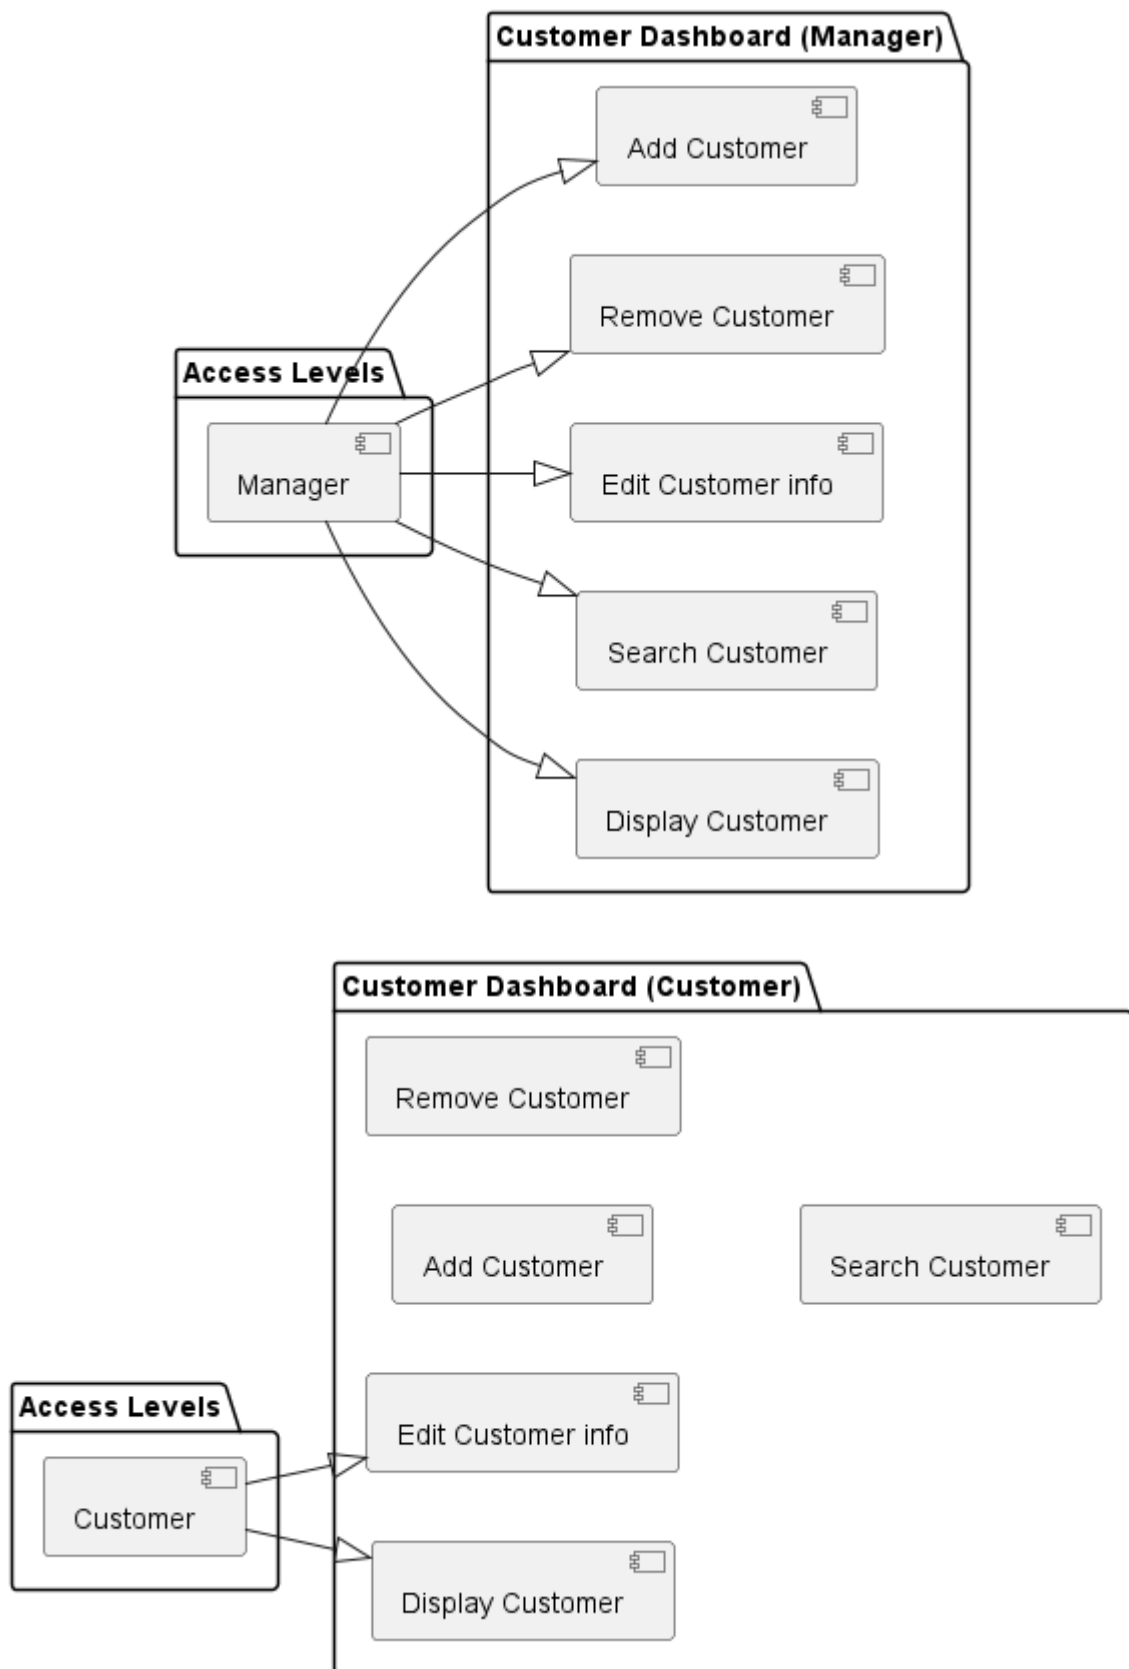 Customer Dashboard (Manager)
Add Customer
Remove Customer
Access Levels
Manager
Edit Customer info
Search Customer
Display Customer
Customer Dashboard (Customer)
Remove Customer
Add Customer
Search Customer
Access Levels
Edit Customer info
Customer
Display Customer